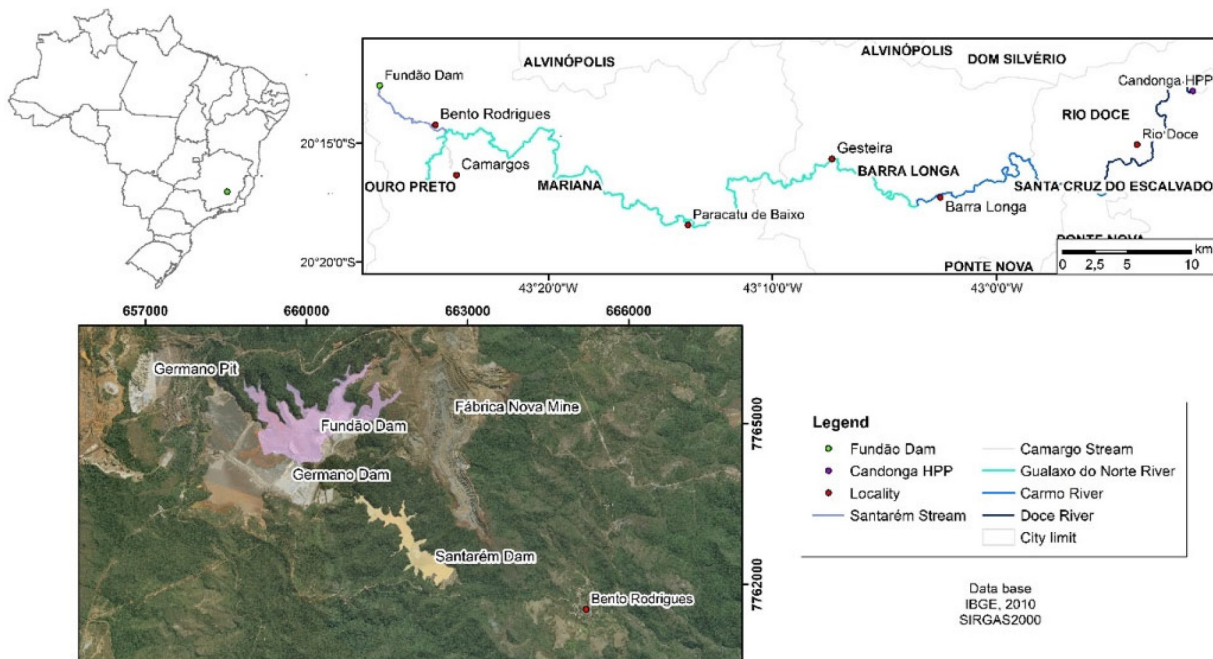 ALVINÓPOLIS
ALVINÓPOLIS
DOM SILVÉRIO
Fundão Dam
Candonga HPP
Bento Rodrigues
RIO DOCE
Rio Doce
20°15'0"S
Camargos
Gesteira
OURO PRETO
MARIANA
BARRA LONGA
SANTA CRUZ DO ESCALVADO
Barra Longa
Paracatu de Baixo
PONTE NOVA
km
0 2,5 5 10
20°20'0"S
PONTE NOVA
43°20'0"W
43°10'0"W
43°0'0"W
657000
660000
663000
666000
Germano Pit
Fábrica Nova Mine
Fundão Dam
7765000
Germano Dam
Santarém Dam
Bento Rodrigues
7762000
Legend
Fundão Dam
Candonga HPP
Locality
Santarém Stream
Camargo Stream
Gualaxo do Norte River
Carmo River
Doce River
City limit
Data base
IBGE, 2010
SIRGAS2000